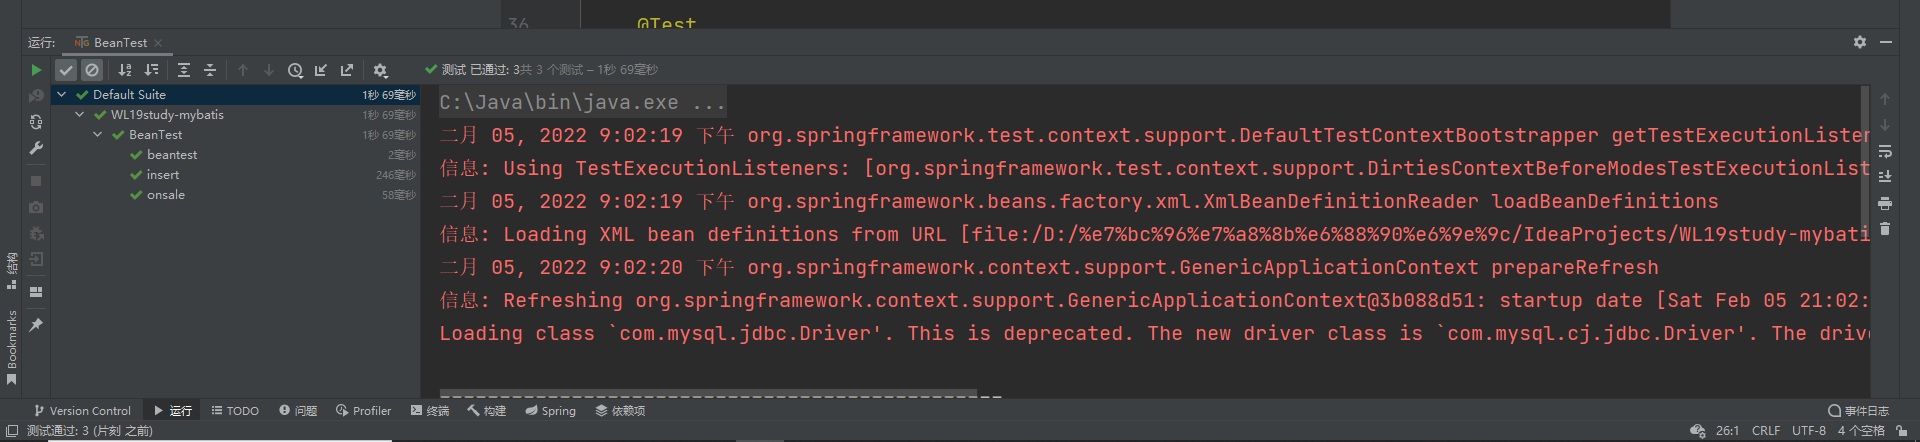 36
@Test
运行:
BeanTest
测试 已通过: 3共 3 个测试 – 1秒 69毫秒
Default Suite 1秒 69毫秒
WL19study-mybatis 1秒 69毫秒
BeanTest 1秒 69毫秒
beantest 2毫秒
insert 246毫秒
onsale 58毫秒
C:\Java\bin\java.exe ...
二月 05, 2022 9:02:19 下午 org.springframework.test.context.support.DefaultTestContextBootstrapper getTestExecutionListener
信息: Using TestExecutionListeners: [org.springframework.test.context.support.DirtiesContextBeforeModesTestExecutionList
二月 05, 2022 9:02:19 下午 org.springframework.beans.factory.xml.XmlBeanDefinitionReader loadBeanDefinitions
信息: Loading XML bean definitions from URL [file:/D:/%e7%bc%96%e7%a8%8b%e6%88%90%e6%9e%9c/IdeaProjects/WL19study-mybati
二月 05, 2022 9:02:20 下午 org.springframework.context.support.GenericApplicationContext prepareRefresh
信息: Refreshing org.springframework.context.support.GenericApplicationContext@3b088d51: startup date [Sat Feb 05 21:02:
Loading class `com.mysql.jdbc.Driver'. This is deprecated. The new driver class is `com.mysql.cj.jdbc.Driver'. The drive
结构
Bookmarks
Version Control 运行 TODO 问题 Profiler 终端 构建 Spring 依赖项 事件日志
测试通过: 3 (片刻 之前) 26:1 CRLF UTF-8 4 个空格